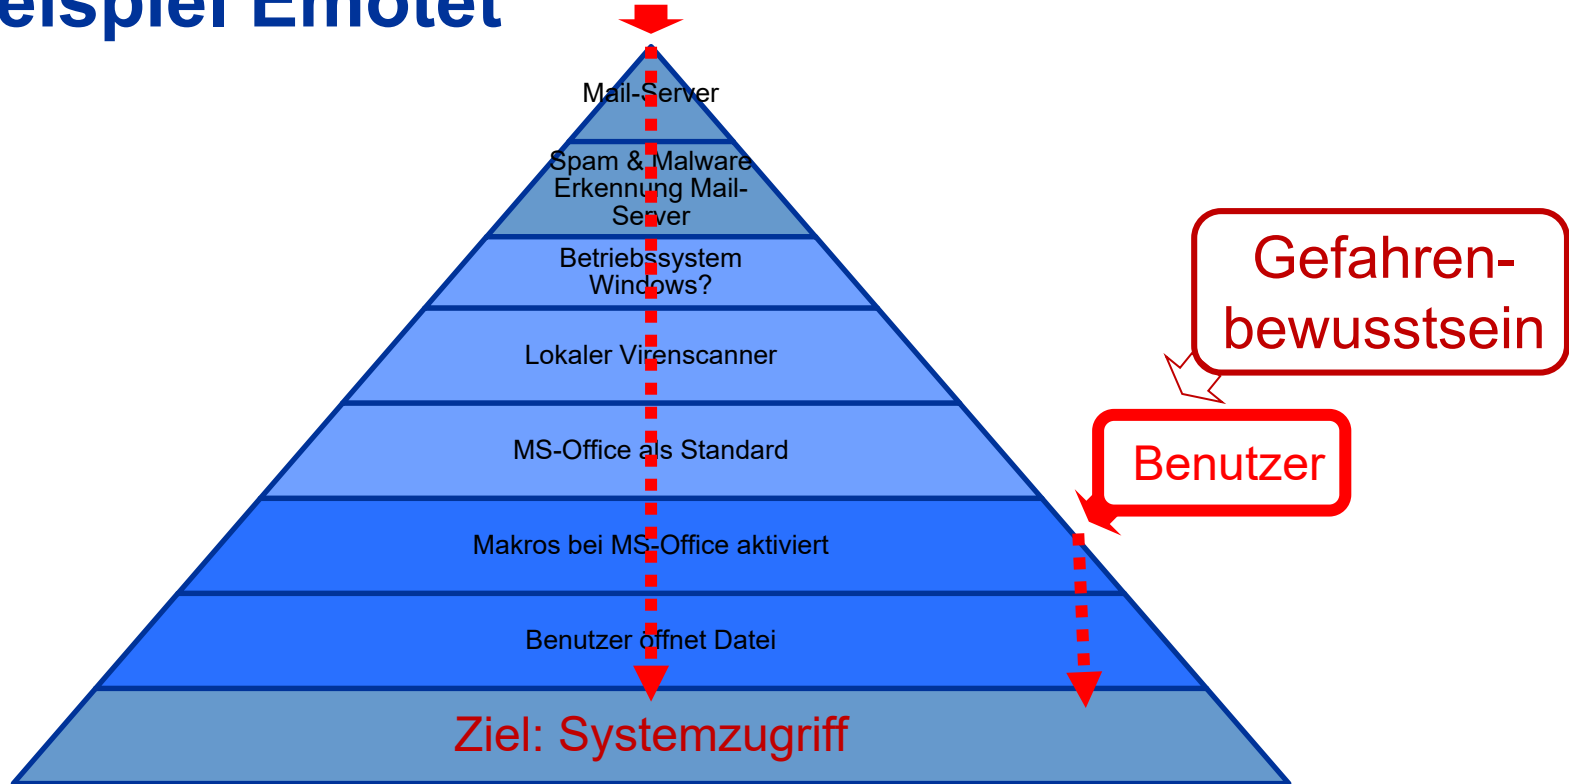 eispiel Emotet
Mail-Server
Spam & Malware
Erkennung Mail-
Server
Betriebssystem
Windows?
Lokaler Virenscanner
MS-Office als Standard
Makros bei MS-Office aktiviert
Benutzer öffnet Datei
Ziel: Systemzugriff
Gefahren-
bewusstsein
Benutzer